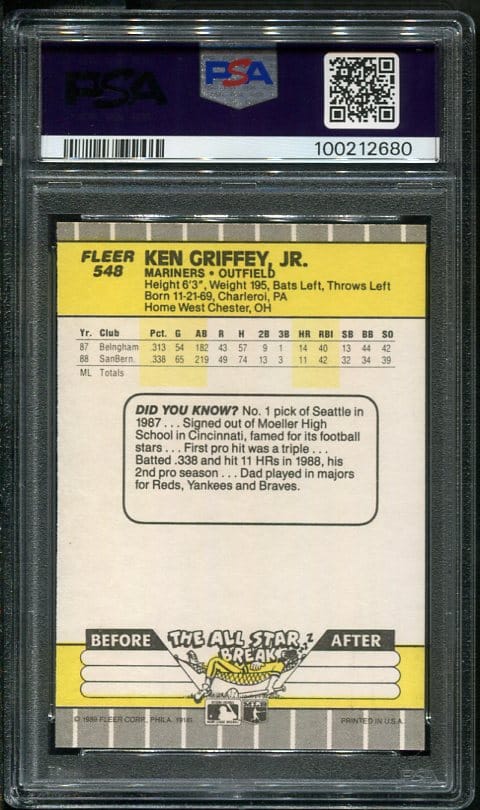 PSA
PSA
100212680
FLEER 548
KEN GRIFFEY, JR.
MARINERS • OUTFIELD
Height 6'3", Weight 195, Bats Left, Throws Left
Born 11-21-69, Charleroi, PA
Home West Chester, OH
Yr. Club Pct. G AB R H 2B 3B HR RBI SB BB SO
87 Belngham .313 54 182 43 57 9 1 14 40 13 44 42
88 SanBern. .338 65 219 49 74 13 3 11 42 32 34 39
ML Totals
DID YOU KNOW? No. 1 pick of Seattle in
1987 . . . Signed out of Moeller High
School in Cincinnati, famed for its football
stars . . . First pro hit was a triple . . .
Batted .338 and hit 11 HRs in 1988, his
2nd pro season . . . Dad played in majors
for Reds, Yankees and Braves.
BEFORE THE ALL STAR BREAK AFTER
© 1989 FLEER CORP., PHILA. 19141
PRINTED IN U.S.A.
PSA